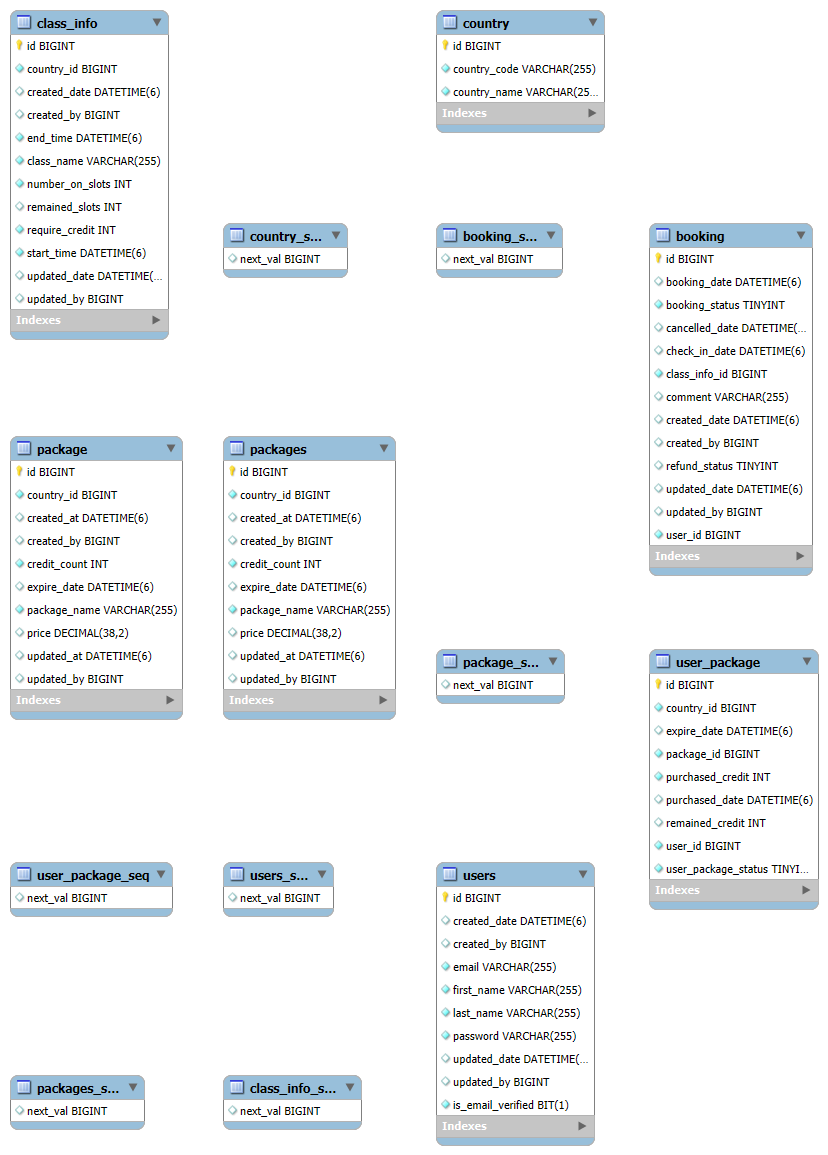 class_info
id BIGINT
country_id BIGINT
created_date DATETIME(6)
created_by BIGINT
end_time DATETIME(6)
class_name VARCHAR(255)
number_on_slots INT
remained_slots INT
require_credit INT
start_time DATETIME(6)
updated_date DATETIME(...
updated_by BIGINT
Indexes
country
id BIGINT
country_code VARCHAR(255)
country_name VARCHAR(25...
Indexes
country_s...
next_val BIGINT
booking_s...
next_val BIGINT
booking
id BIGINT
booking_date DATETIME(6)
booking_status TINYINT
cancelled_date DATETIME(...
check_in_date DATETIME(6)
class_info_id BIGINT
comment VARCHAR(255)
created_date DATETIME(6)
created_by BIGINT
refund_status TINYINT
updated_date DATETIME(6)
updated_by BIGINT
user_id BIGINT
Indexes
package
id BIGINT
country_id BIGINT
created_at DATETIME(6)
created_by BIGINT
credit_count INT
expire_date DATETIME(6)
package_name VARCHAR(255)
price DECIMAL(38,2)
updated_at DATETIME(6)
updated_by BIGINT
Indexes
packages
id BIGINT
country_id BIGINT
created_at DATETIME(6)
created_by BIGINT
credit_count INT
expire_date DATETIME(6)
package_name VARCHAR(255)
price DECIMAL(38,2)
updated_at DATETIME(6)
updated_by BIGINT
Indexes
package_s...
next_val BIGINT
user_package
id BIGINT
country_id BIGINT
expire_date DATETIME(6)
package_id BIGINT
purchased_credit INT
purchased_date DATETIME(6)
remained_credit INT
user_id BIGINT
user_package_status TINYI...
Indexes
user_package_seq
next_val BIGINT
users_s...
next_val BIGINT
users
id BIGINT
created_date DATETIME(6)
created_by BIGINT
email VARCHAR(255)
first_name VARCHAR(255)
last_name VARCHAR(255)
password VARCHAR(255)
updated_date DATETIME(...
updated_by BIGINT
is_email_verified BIT(1)
Indexes
packages_s...
next_val BIGINT
class_info_s...
next_val BIGINT